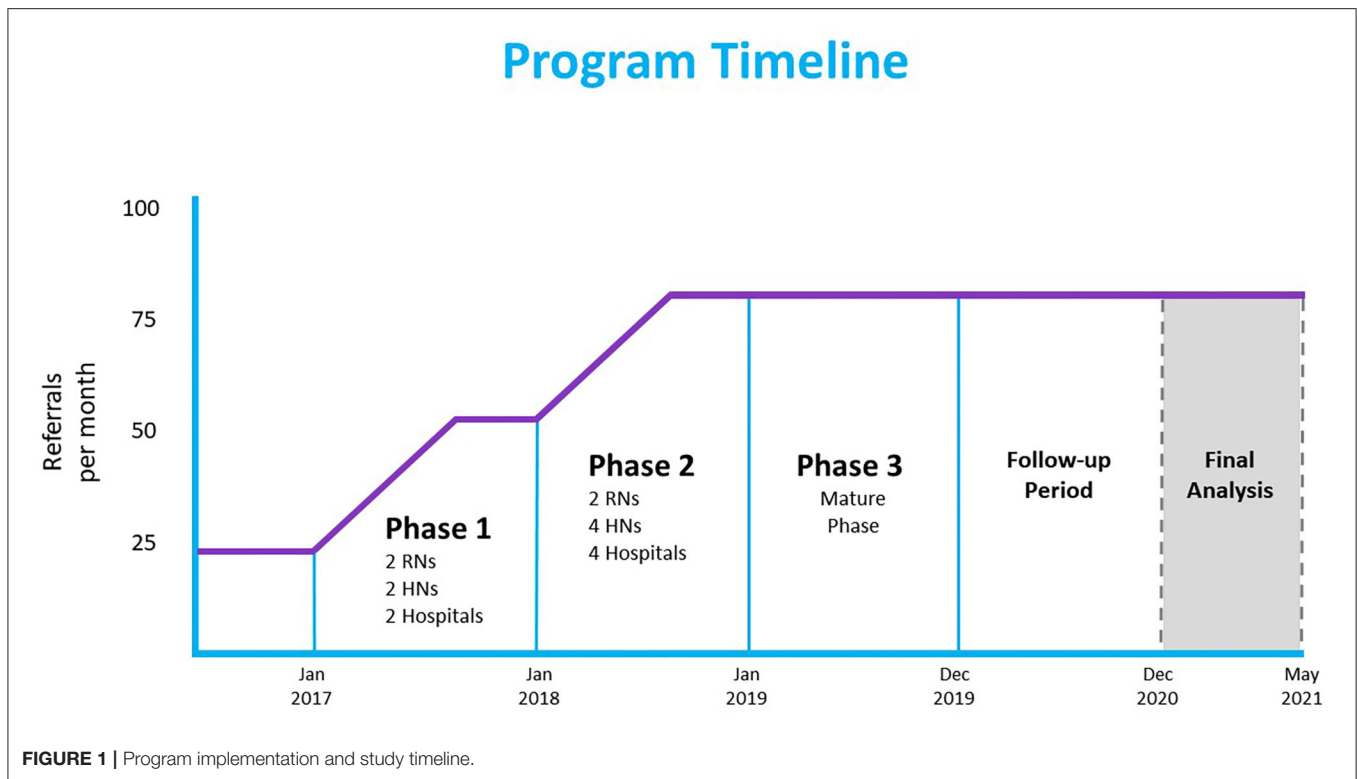 Program Timeline
100
75
50
25
Referrals
per month
Phase 1
2 RNs
2 HNs
2 Hospitals
Phase 2
2 RNs
4 HNs
4 Hospitals
Phase 3
Mature
Phase
Follow-up
Period
Final
Analysis
Jan
2017
Jan
2018
Jan
2019
Dec
2019
Dec
2020
May
2021
FIGURE 1 | Program implementation and study timeline.